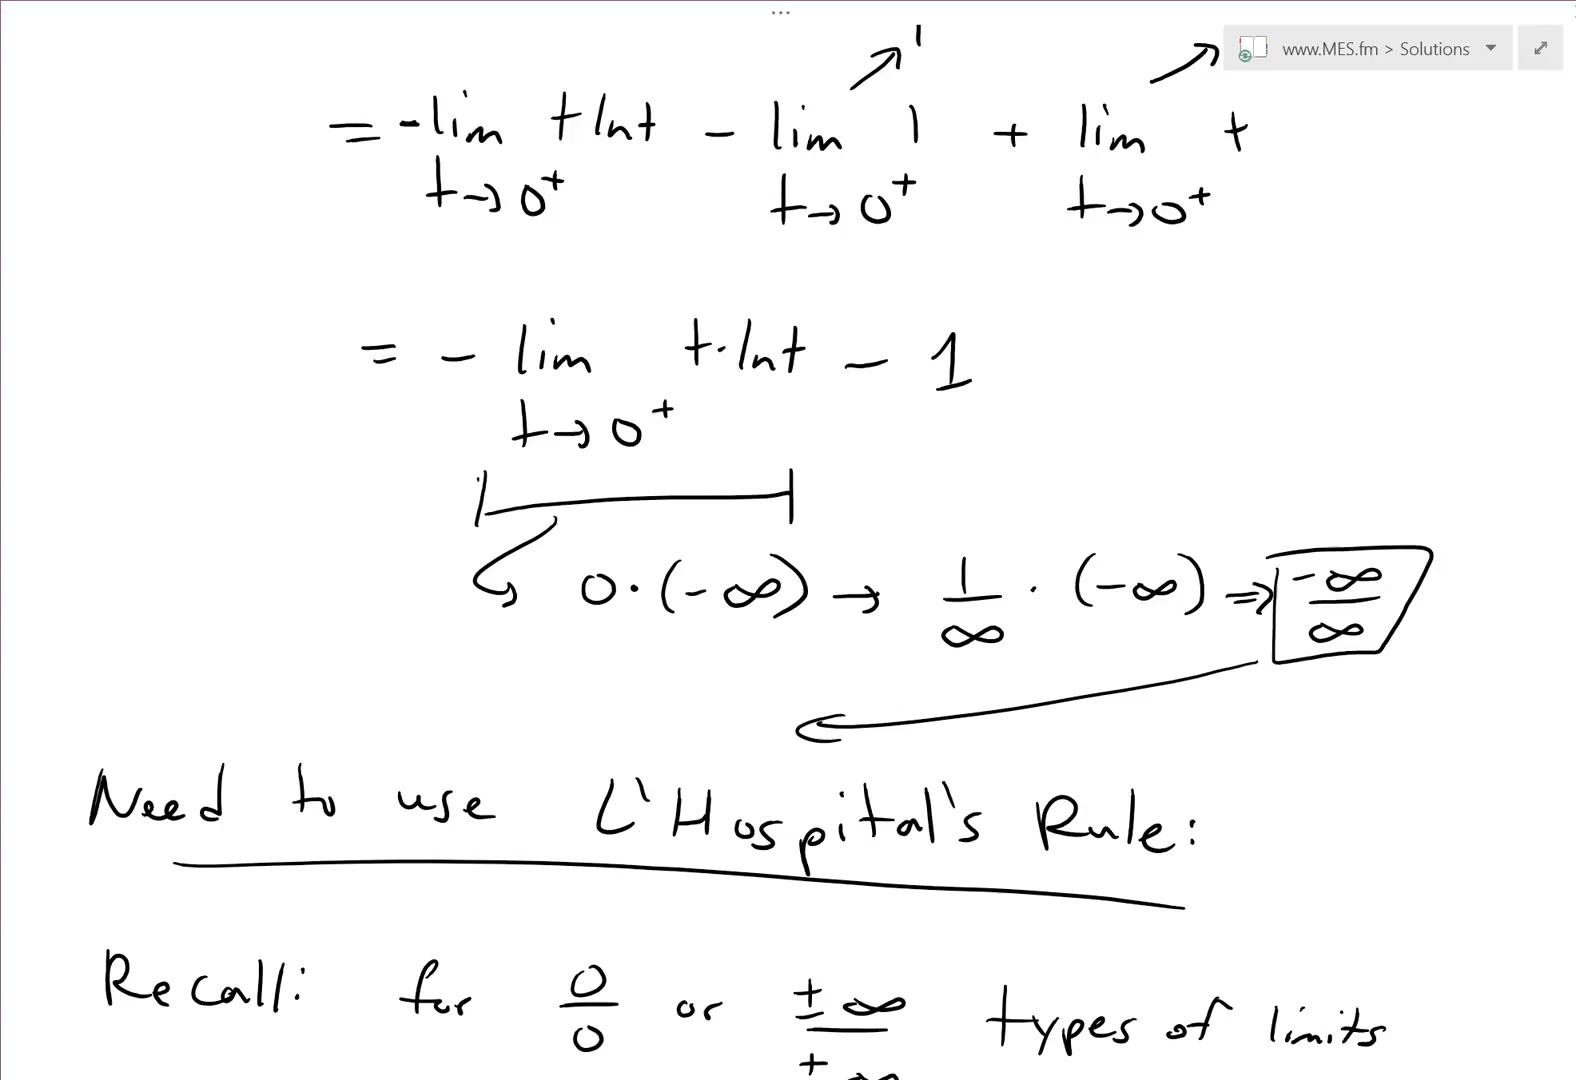 ...
1
www.MES.fm > Solutions
= -lim t ln t - lim 1 + lim t
t→0⁺ t→0⁺ t→0⁺
= - lim t·ln t - 1
t→0⁺
0·(-∞) → 1/∞ · (-∞) ⇒ -∞/∞
Need to use L'Hospital's Rule:
Recall: for 0/0 or ±∞/±∞ types of limits